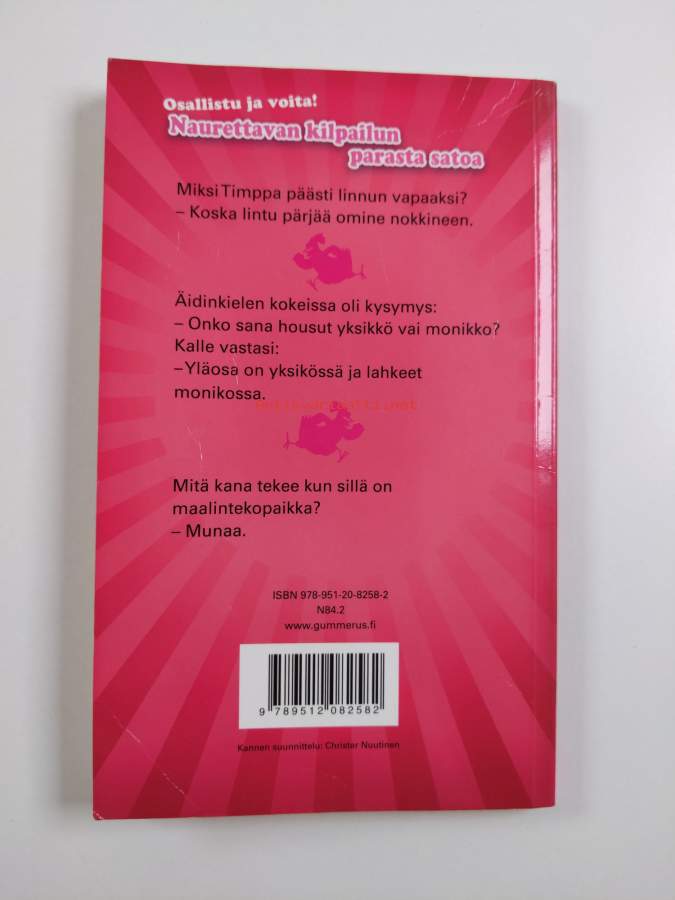 Osallistu ja voita!
Naurettavan kilpailun
parasta satoa
Miksi Timppa päästi linnun vapaaksi?
– Koska lintu pärjää omine nokkineen.
Äidinkielen kokeissa oli kysymys:
– Onko sana housut yksikkö vai monikko?
Kalle vastasi:
– Yläosa on yksikössä ja lahkeet
monikossa.
Mitä kana tekee kun sillä on
maalintekopaikka?
– Munaa.
ISBN 978-951-20-8258-2
N84.2
www.gummerus.fi
9 789512 082582
Kannen suunnittelu: Christer Nuutinen